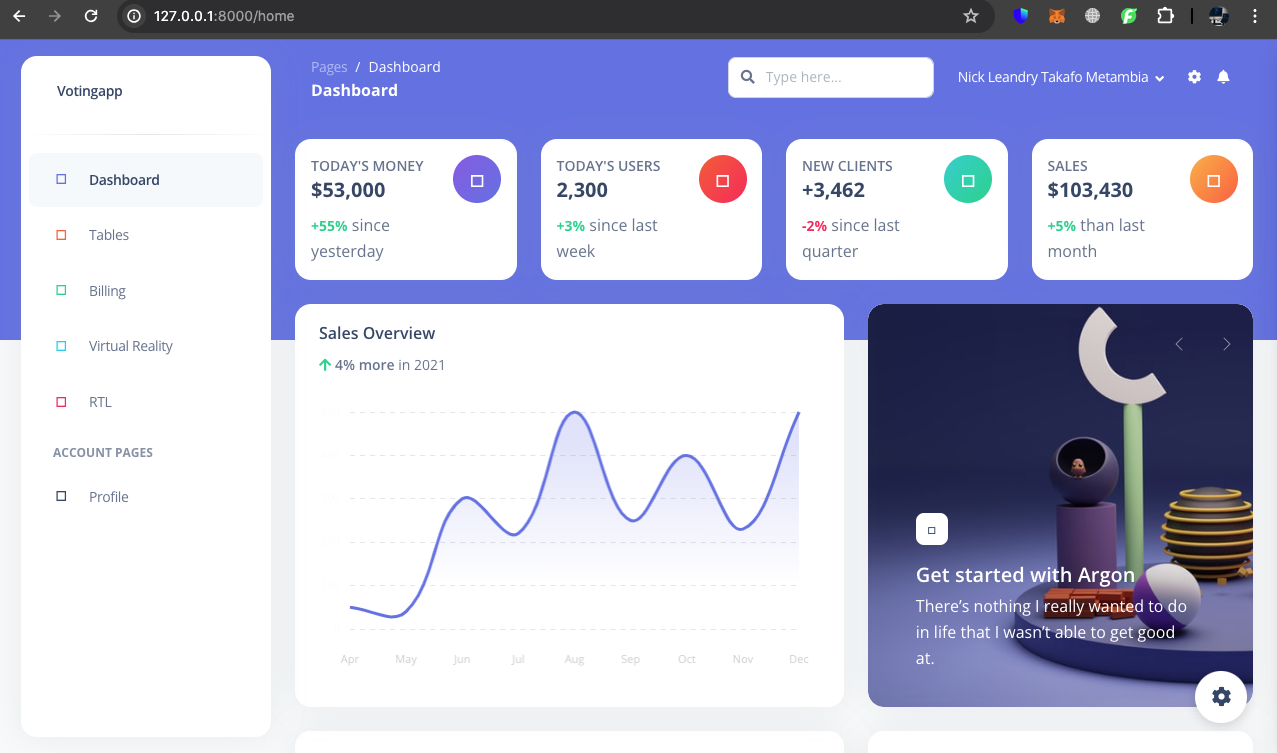 127.0.0.1:8000/home
Votingapp
Dashboard
Tables
Billing
Virtual Reality
RTL
ACCOUNT PAGES
Profile
Pages / Dashboard
Dashboard
Type here...
Nick Leandry Takafo Metambia
TODAY'S MONEY
$53,000
+55% since
yesterday
TODAY'S USERS
2,300
+3% since last
week
NEW CLIENTS
+3,462
-2% since last
quarter
SALES
$103,430
+5% than last
month
Sales Overview
4% more in 2021
Apr May Jun Jul Aug Sep Oct Nov Dec
Get started with Argon
There’s nothing I really wanted to do
in life that I wasn’t able to get good
at.